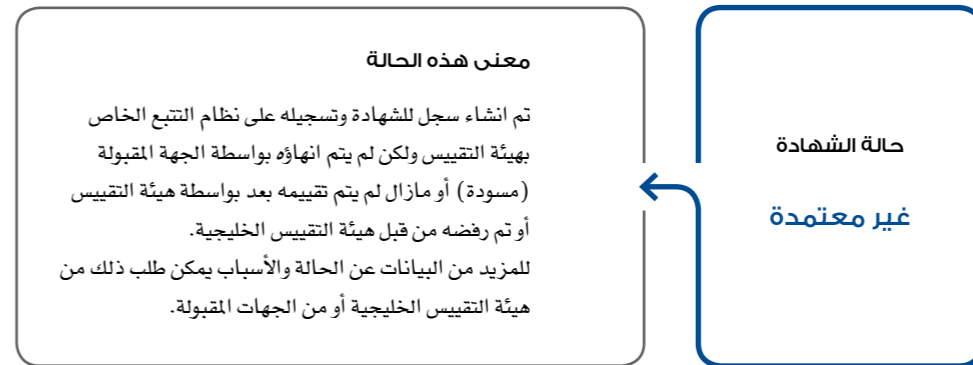 حالة الشهادة
غير معتمدة
معنى هذه الحالة
تم انشاء سجل للشهادة وتسجيله على نظام التتبع الخاص
بهيئة التقييس ولكن لم يتم انهاؤه بواسطة الجهة المقبولة
(مسودة) أو مازال لم يتم تقييمه بعد بواسطة هيئة التقييس
أو تم رفضه من قبل هيئة التقييس الخليجية.
للمزيد من البيانات عن الحالة والأسباب يمكن طلب ذلك من
هيئة التقييس الخليجية أو من الجهات المقبولة.